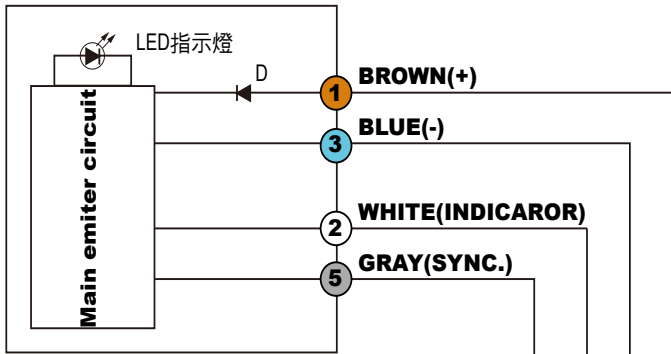 LED指示燈
D
1
BROWN(+)
3
BLUE(-)
Main emiter circuit
2
WHITE(INDICAROR)
5
GRAY(SYNC.)